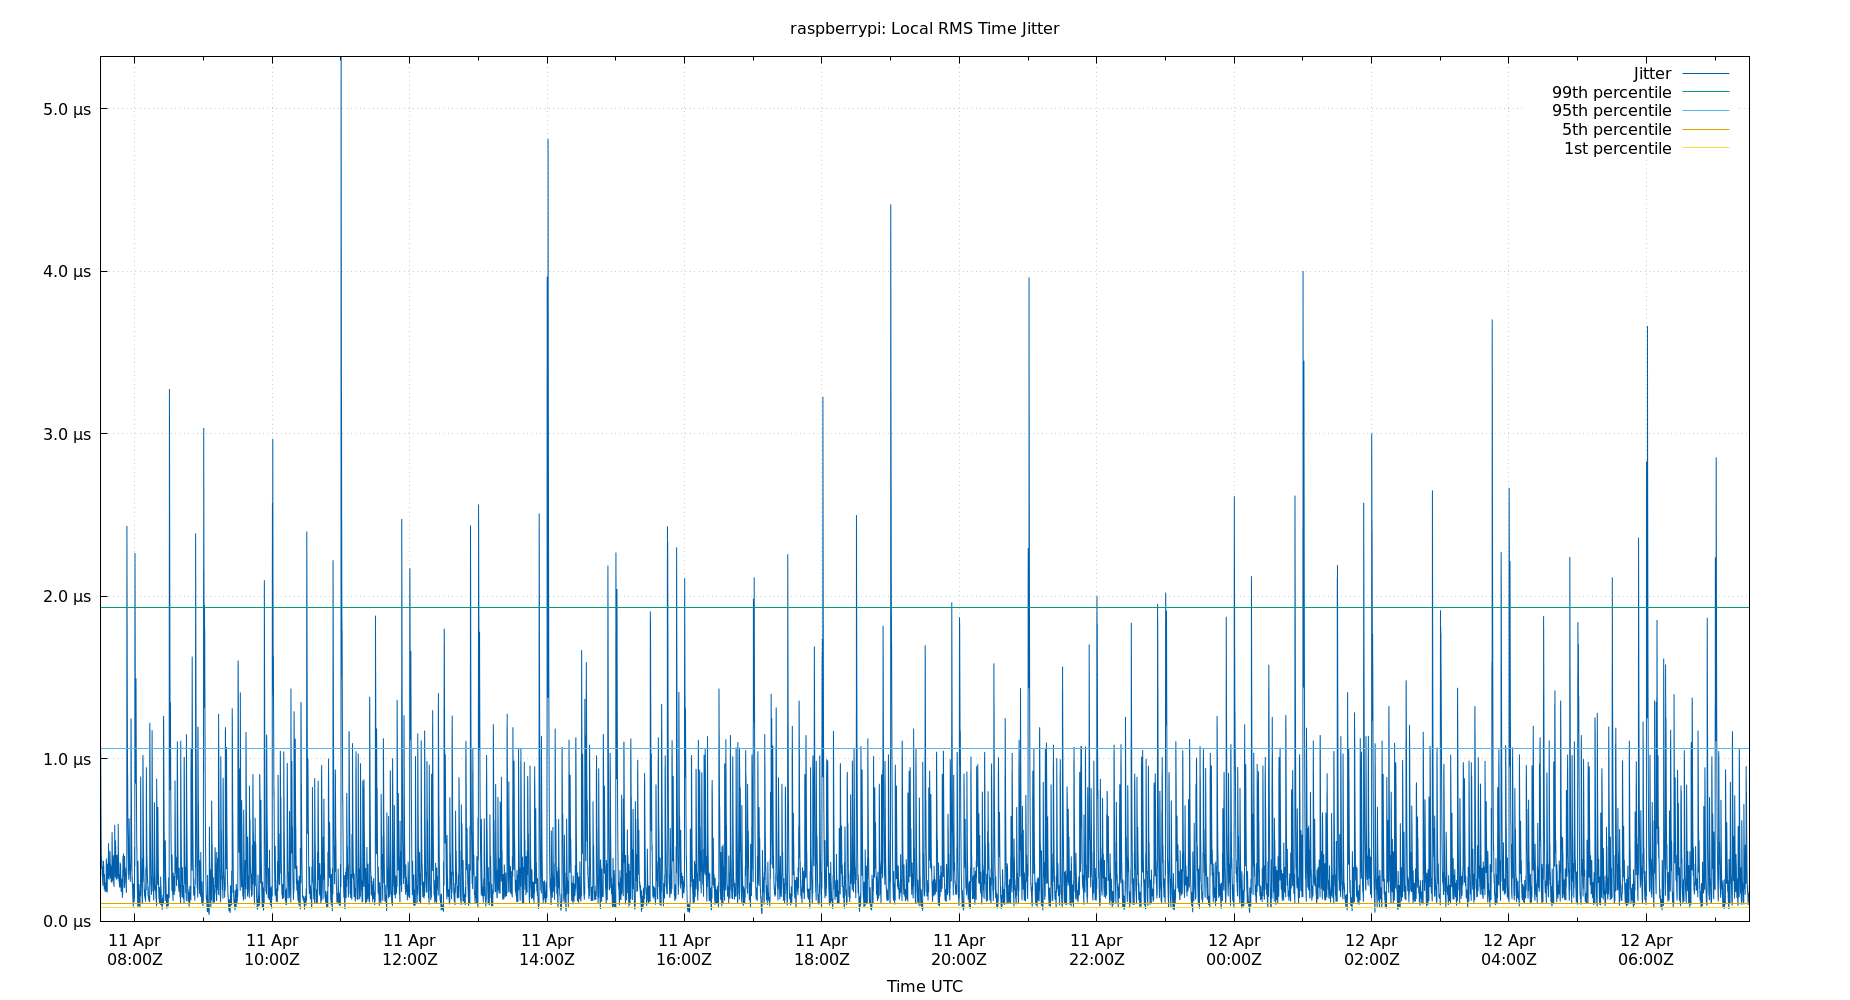 raspberrypi: Local RMS Time Jitter
Jitter
99th percentile
95th percentile
5th percentile
1st percentile
5.0 µs
4.0 µs
3.0 µs
2.0 µs
1.0 µs
0.0 µs
11 Apr 11 Apr 11 Apr 11 Apr 11 Apr 11 Apr 11 Apr 11 Apr 12 Apr 12 Apr 12 Apr 12 Apr
08:00Z 10:00Z 12:00Z 14:00Z 16:00Z 18:00Z 20:00Z 22:00Z 00:00Z 02:00Z 04:00Z 06:00Z
Time UTC